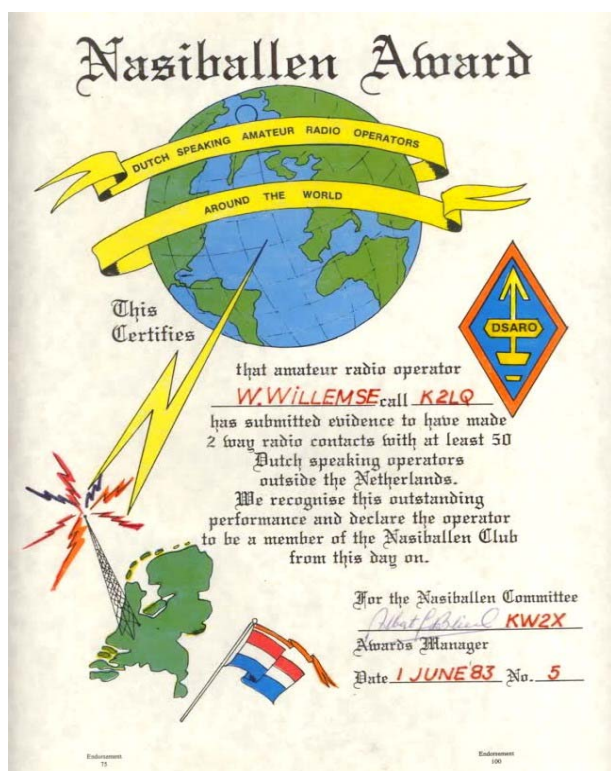 Nasiballen Award
DUTCH SPEAKING AMATEUR RADIO OPERATORS
AROUND THE WORLD
This
Certifies
DSARO
that amateur radio operator
W. WiLLEMSE call K2LQ
has submitted evidence to have made
2 way radio contacts with at least 50
Dutch speaking operators
outside the Netherlands.
We recognise this outstanding
performance and declare the operator
to be a member of the Nasiballen Club
from this day on.
For the Nasiballen Committee
KW2X
Awards Manager
Date 1 JUNE '83 No. 5
Endorsement
75
Endorsement
100